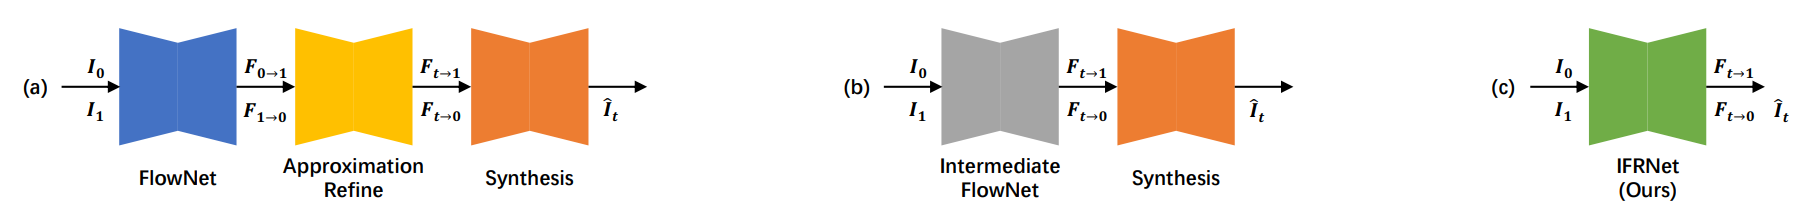 (a)
I₀
I₁
FlowNet
F₀→₁
F₁→₀
Approximation
Refine
Fₜ→₁
Fₜ→₀
Synthesis
Îₜ
(b)
I₀
I₁
Intermediate
FlowNet
Fₜ→₁
Fₜ→₀
Synthesis
Îₜ
(c)
I₀
I₁
IFRNet
(Ours)
Fₜ→₁
Fₜ→₀ Îₜ